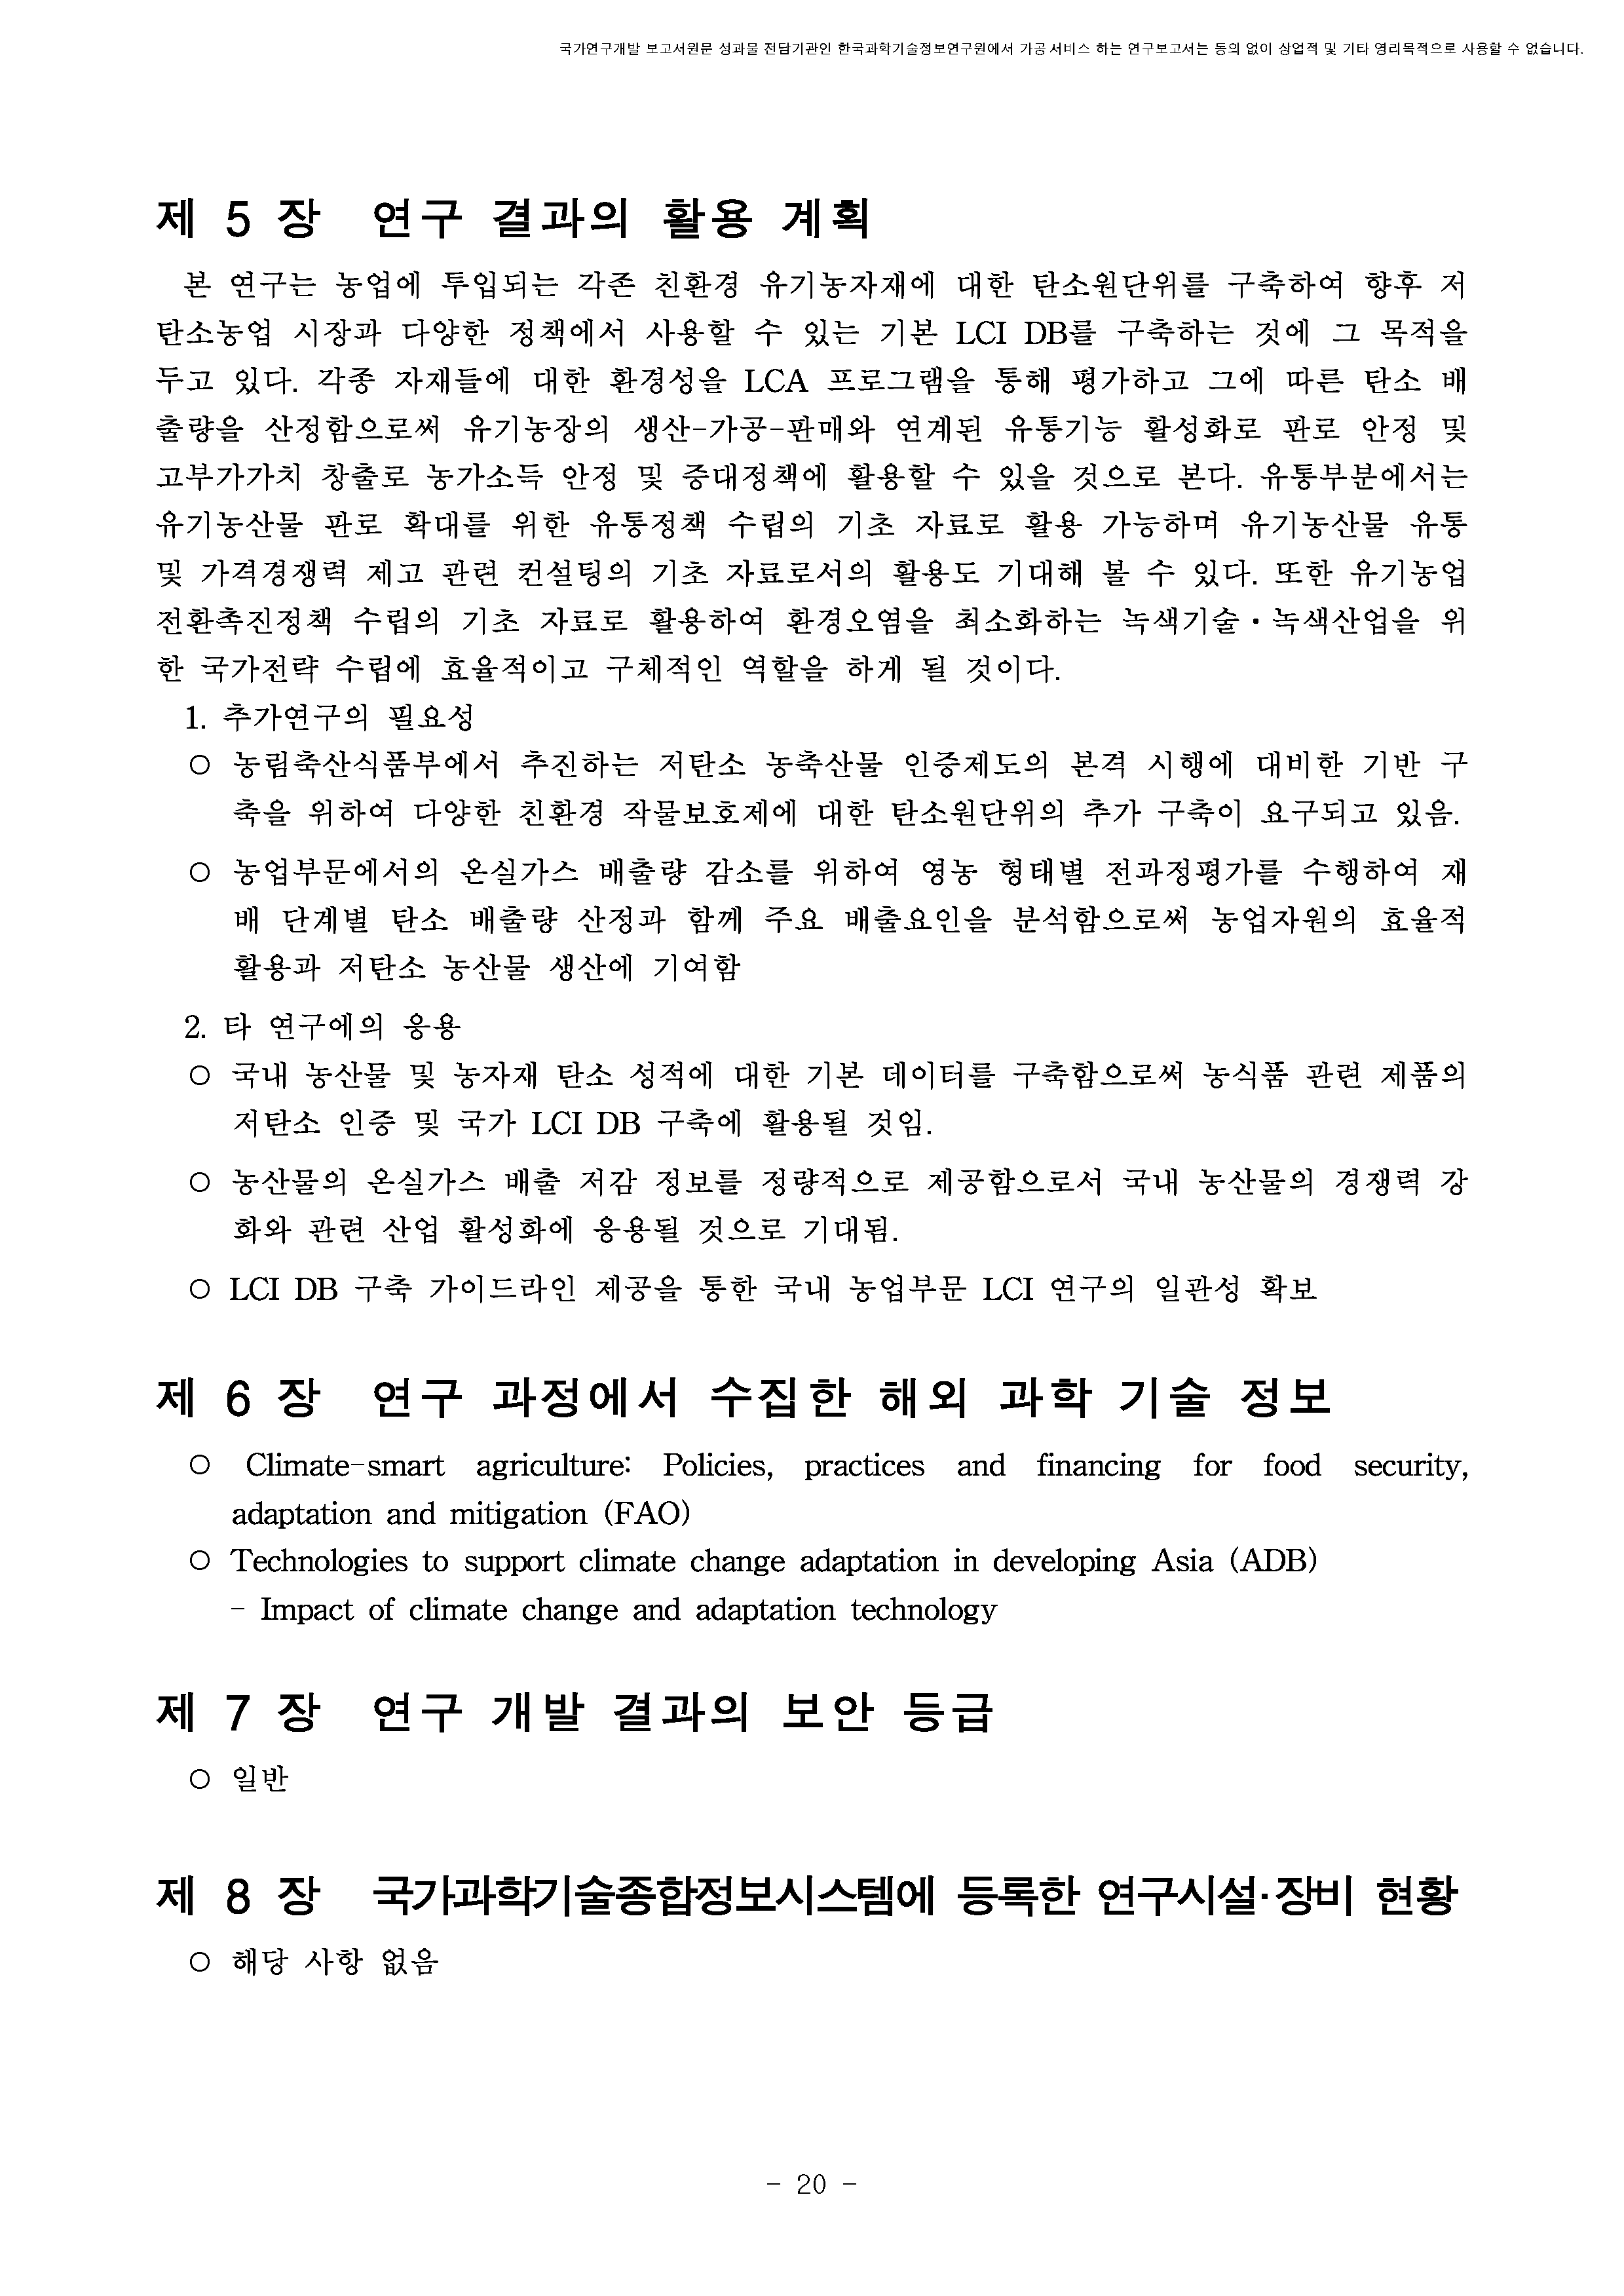 국가연구개발 보고서원문 성과물 전담기관인 한국과학기술정보연구원에서 가공·서비스 하는 연구보고서는 동의 없이 상업적 및 기타 영리목적으로 사용할 수 없습니다.
제 5 장 연구 결과의 활용 계획
본 연구는 농업에 투입되는 각존 친환경 유기농자재에 대한 탄소원단위를 구축하여 향후 저
탄소농업 시장과 다양한 정책에서 사용할 수 있는 기본 LCI DB를 구축하는 것에 그 목적을
두고 있다. 각종 자재들에 대한 환경성을 LCA 프로그램을 통해 평가하고 그에 따른 탄소 배
출량을 산정함으로써 유기농장의 생산-가공-판매와 연계된 유통기능 활성화로 판로 안정 및
고부가가치 창출로 농가소득 안정 및 증대정책에 활용할 수 있을 것으로 본다. 유통부분에서는
유기농산물 판로 확대를 위한 유통정책 수립의 기초 자료로 활용 가능하며 유기농산물 유통
및 가격경쟁력 제고 관련 컨설팅의 기초 자료로서의 활용도 기대해 볼 수 있다. 또한 유기농업
전환촉진정책 수립의 기초 자료로 활용하여 환경오염을 최소화하는 녹색기술·녹색산업을 위
한 국가전략 수립에 효율적이고 구체적인 역할을 하게 될 것이다.
1. 추가연구의 필요성
○ 농림축산식품부에서 추진하는 저탄소 농축산물 인증제도의 본격 시행에 대비한 기반 구
축을 위하여 다양한 친환경 작물보호제에 대한 탄소원단위의 추가 구축이 요구되고 있음.
○ 농업부문에서의 온실가스 배출량 감소를 위하여 영농 형태별 전과정평가를 수행하여 재
배 단계별 탄소 배출량 산정과 함께 주요 배출요인을 분석함으로써 농업자원의 효율적
활용과 저탄소 농산물 생산에 기여함
2. 타 연구에의 응용
○ 국내 농산물 및 농자재 탄소 성적에 대한 기본 데이터를 구축함으로써 농식품 관련 제품의
저탄소 인증 및 국가 LCI DB 구축에 활용될 것임.
○ 농산물의 온실가스 배출 저감 정보를 정량적으로 제공함으로서 국내 농산물의 경쟁력 강
화와 관련 산업 활성화에 응용될 것으로 기대됨.
○ LCI DB 구축 가이드라인 제공을 통한 국내 농업부문 LCI 연구의 일관성 확보
제 6 장 연구 과정에서 수집한 해외 과학 기술 정보
○ Climate-smart agriculture: Policies, practices and financing for food security,
adaptation and mitigation (FAO)
○ Technologies to support climate change adaptation in developing Asia (ADB)
- Impact of climate change and adaptation technology
제 7 장 연구 개발 결과의 보안 등급
○ 일반
제 8 장 국가과학기술종합정보시스템에 등록한 연구시설·장비 현황
○ 해당 사항 없음
- 20 -